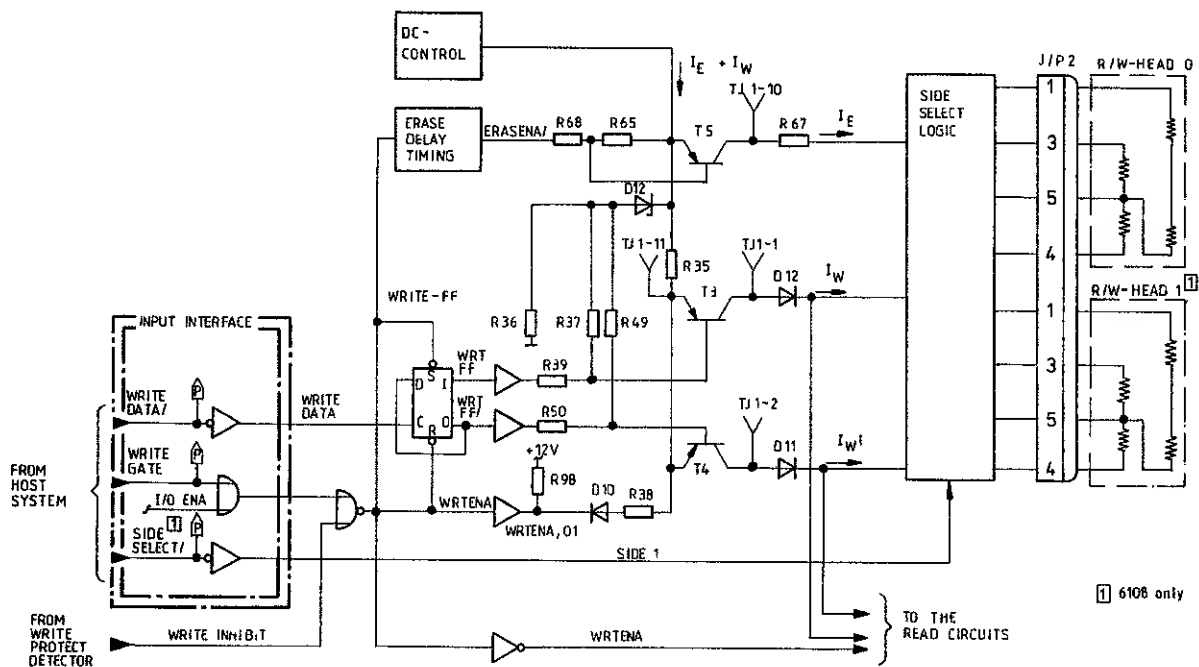 DC-
CONTROL
I_E + I_W
TJ1-10
J/P2
R/W-HEAD 0
ERASE
DELAY
TIMING
ERASENA/
R68
R65
T5
R67
I_E
SIDE
SELECT
LOGIC
1
3
5
4
D12
TJ1-11
R35
TJ1-1
D12
I_W
T3
R/W-HEAD 1
1
WRITE-FF
R36
R37
R49
1
3
5
4
INPUT INTERFACE
WRT
FF
R39
D
S
1
C
R
0
WRT
FF/
R50
WRITE
DATA/
P
WRITE
DATA
TJ1-2
D11
I_W'
T4
WRITE
GATE
P
+12V
R98
FROM
HOST
SYSTEM
I/O ENA
WRTENA
D10
R38
WRTENA,01
1
SIDE
SELECT/
P
SIDE 1
1 6108 only
FROM
WRITE
PROTECT
DETECTOR
WRITE INHIBIT
WRTENA
TO THE
READ CIRCUITS